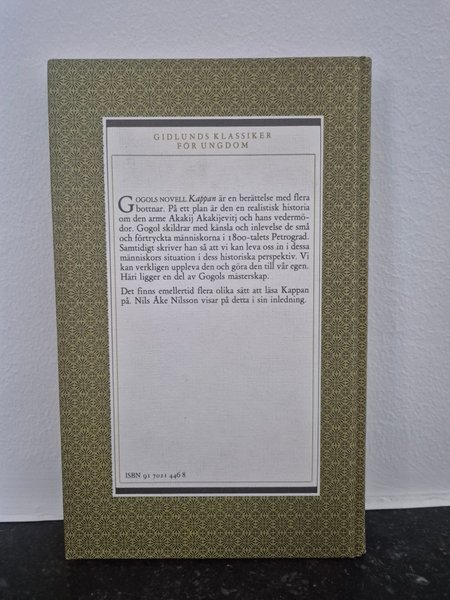 GIDLUNDS KLASSIKER
FÖR UNGDOM
GOGOLS NOVELL Kappan är en berättelse med flera
bottnar. På ett plan är den en realistisk historia
om den arme Akakij Akakijevitj och hans vedermö-
dor. Gogol skildrar med känsla och inlevelse de små
och förtryckta människorna i 1800-talets Petrograd.
Samtidigt skriver han så att vi kan leva oss in i dessa
människors situation i dess historiska perspektiv. Vi
kan verkligen uppleva den och göra den till vår egen.
Häri ligger en del av Gogols mästerskap.
Det finns emellertid flera olika sätt att läsa Kappan
på. Nils Åke Nilsson visar på detta i sin inledning.
ISBN 91 7021 446 8